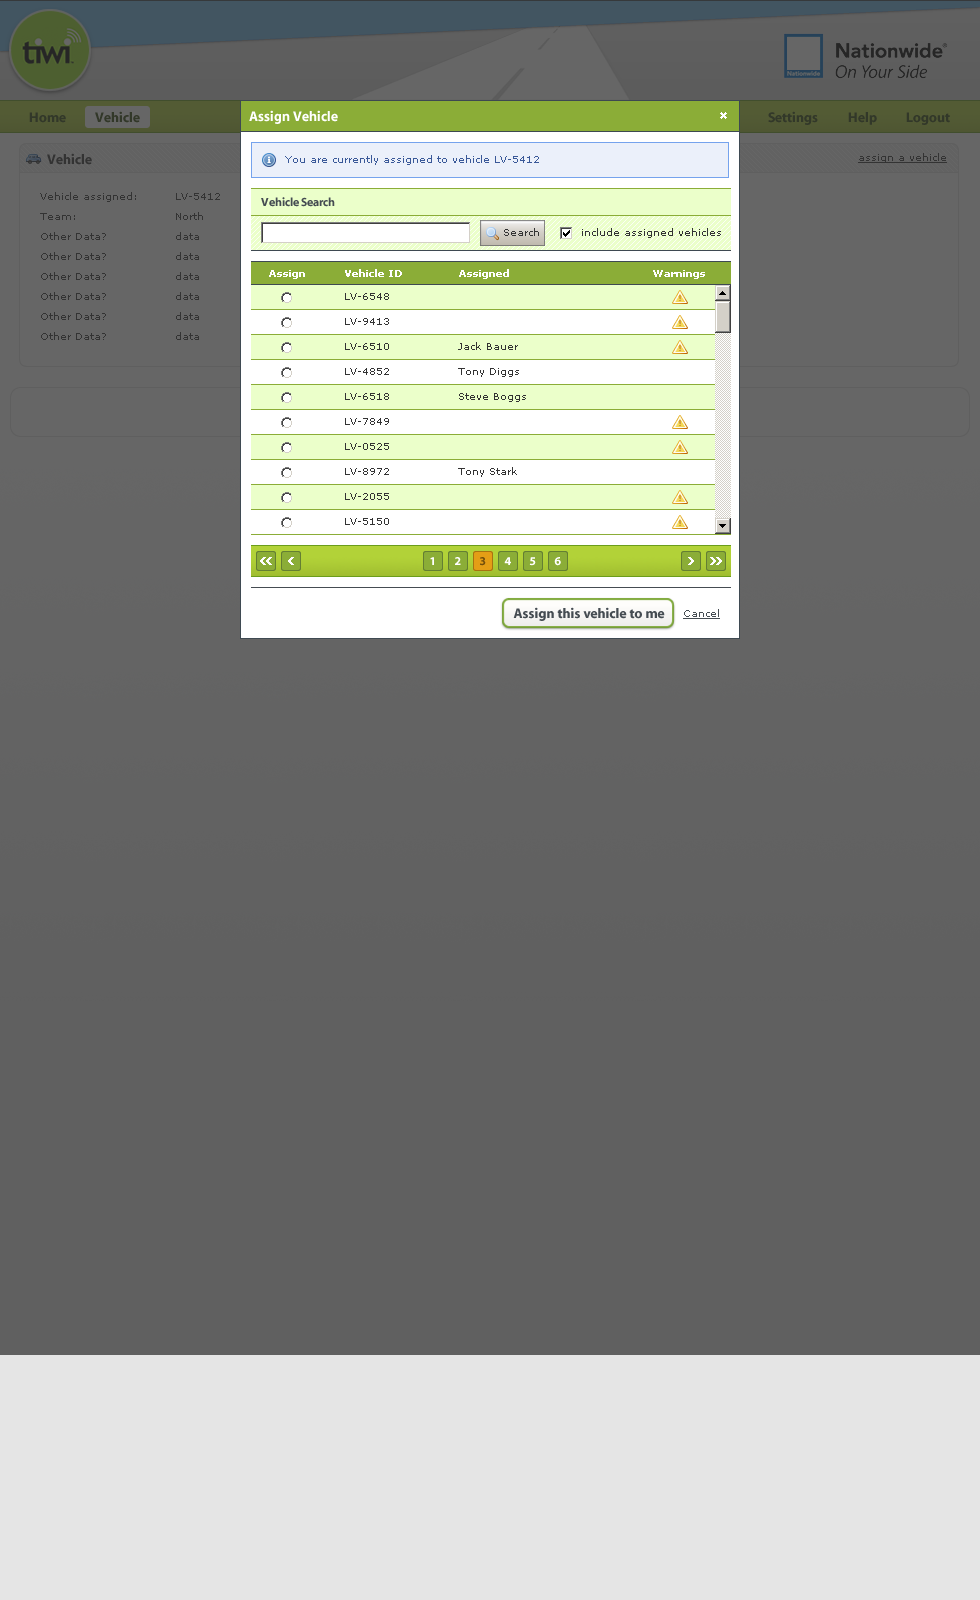 tiwi
Nationwide®
Nationwide
On Your Side
Home
Vehicle
Settings
Help
Logout
Assign Vehicle
You are currently assigned to vehicle LV-5412
Vehicle
assign a vehicle
Vehicle assigned: LV-5412
Team: North
Other Data? data
Other Data? data
Other Data? data
Other Data? data
Other Data? data
Other Data? data
Vehicle Search
Search
include assigned vehicles
Assign Vehicle ID Assigned Warnings
LV-6548
LV-9413
LV-6510 Jack Bauer
LV-4852 Tony Diggs
LV-6518 Steve Boggs
LV-7849
LV-0525
LV-8972 Tony Stark
LV-2055
LV-5150
1 2 3 4 5 6
Assign this vehicle to me
Cancel